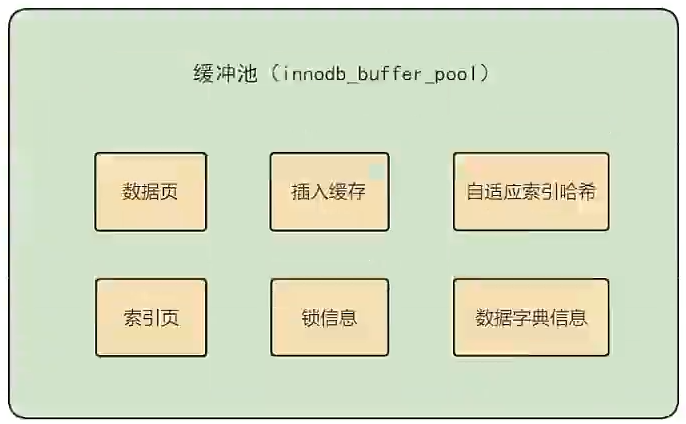 缓冲池（innodb_buffer_pool）
数据页
插入缓存
自适应索引哈希
索引页
锁信息
数据字典信息